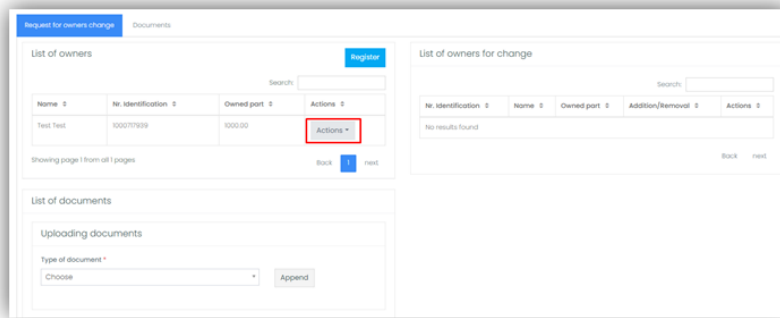 Request for owners change Documents
List of owners
Register
Search:
Name Nr. Identification Owned part Actions
Test Test 1000717939 1000.00 Actions
Showing page 1 from all 1 pages
Back 1 next
List of owners for change
Search:
Nr. Identification Name Owned part Addition/Removal Actions
No results found
Back next
List of documents
Uploading documents
Type of document *
Choose
Append